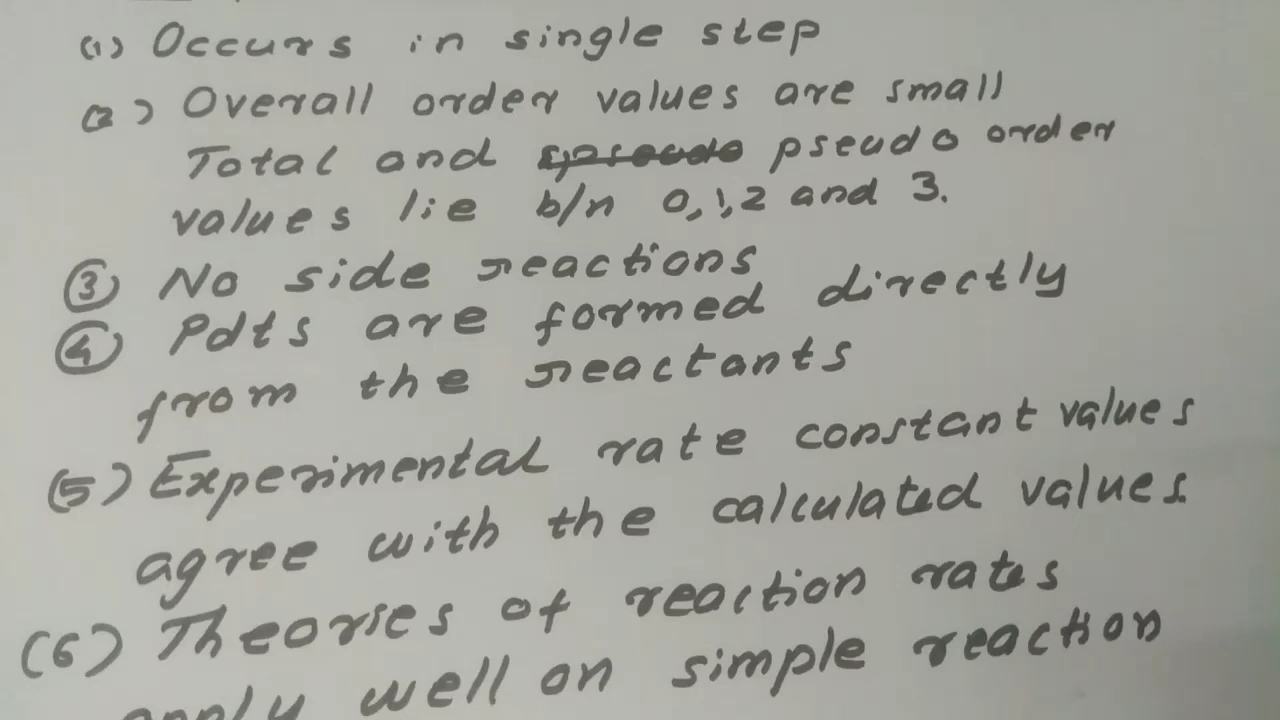 (1) Occurs in single step
(2) Overall order values are small
Total and pseudo order
values lie b/n 0,1,2 and 3.
③ No side reactions
④ Pdts are formed directly
from the reactants
(5) Experimental rate constant values
agree with the calculated values.
(6) Theories of reaction rates
apply well on simple reaction